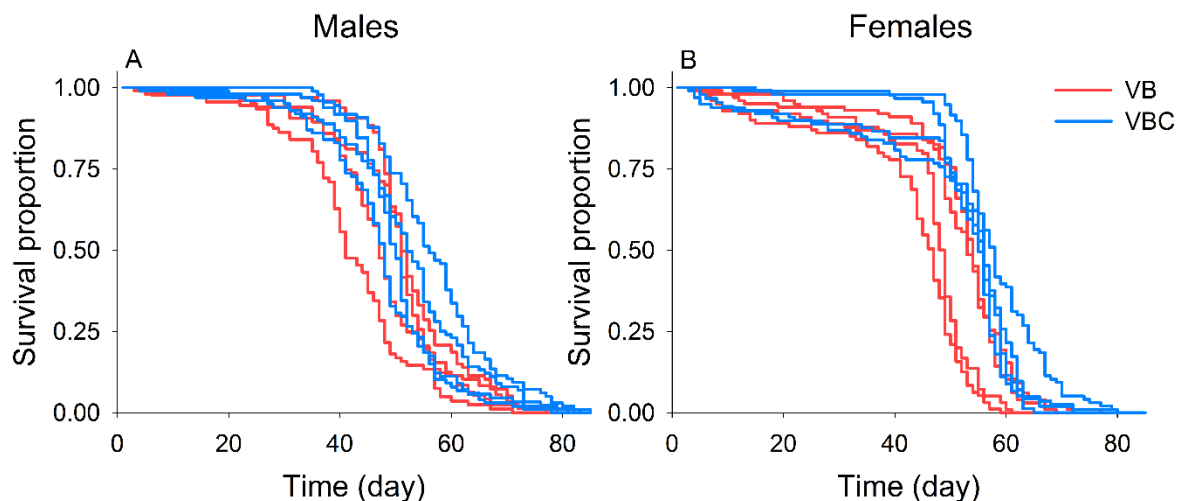 Males
Females
A
B
VB
VBC
1.00
0.75
0.50
0.25
0.00
Survival proportion
0
20
40
60
80
Time (day)
1.00
0.75
0.50
0.25
0.00
Survival proportion
0
20
40
60
80
Time (day)